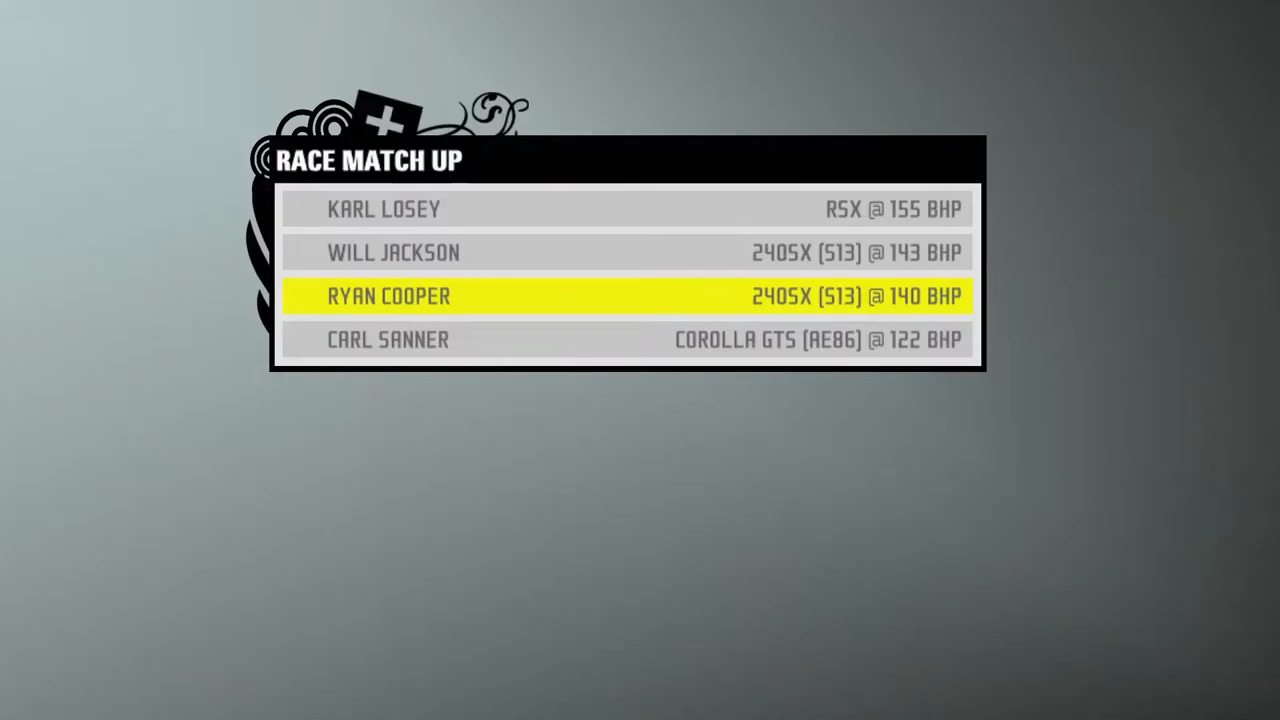 RACE MATCH UP
KARL LOSEY RSX @ 155 BHP
WILL JACKSON 240SX (S13) @ 143 BHP
RYAN COOPER 240SX (S13) @ 140 BHP
CARL SANNER COROLLA GTS (AE86) @ 122 BHP